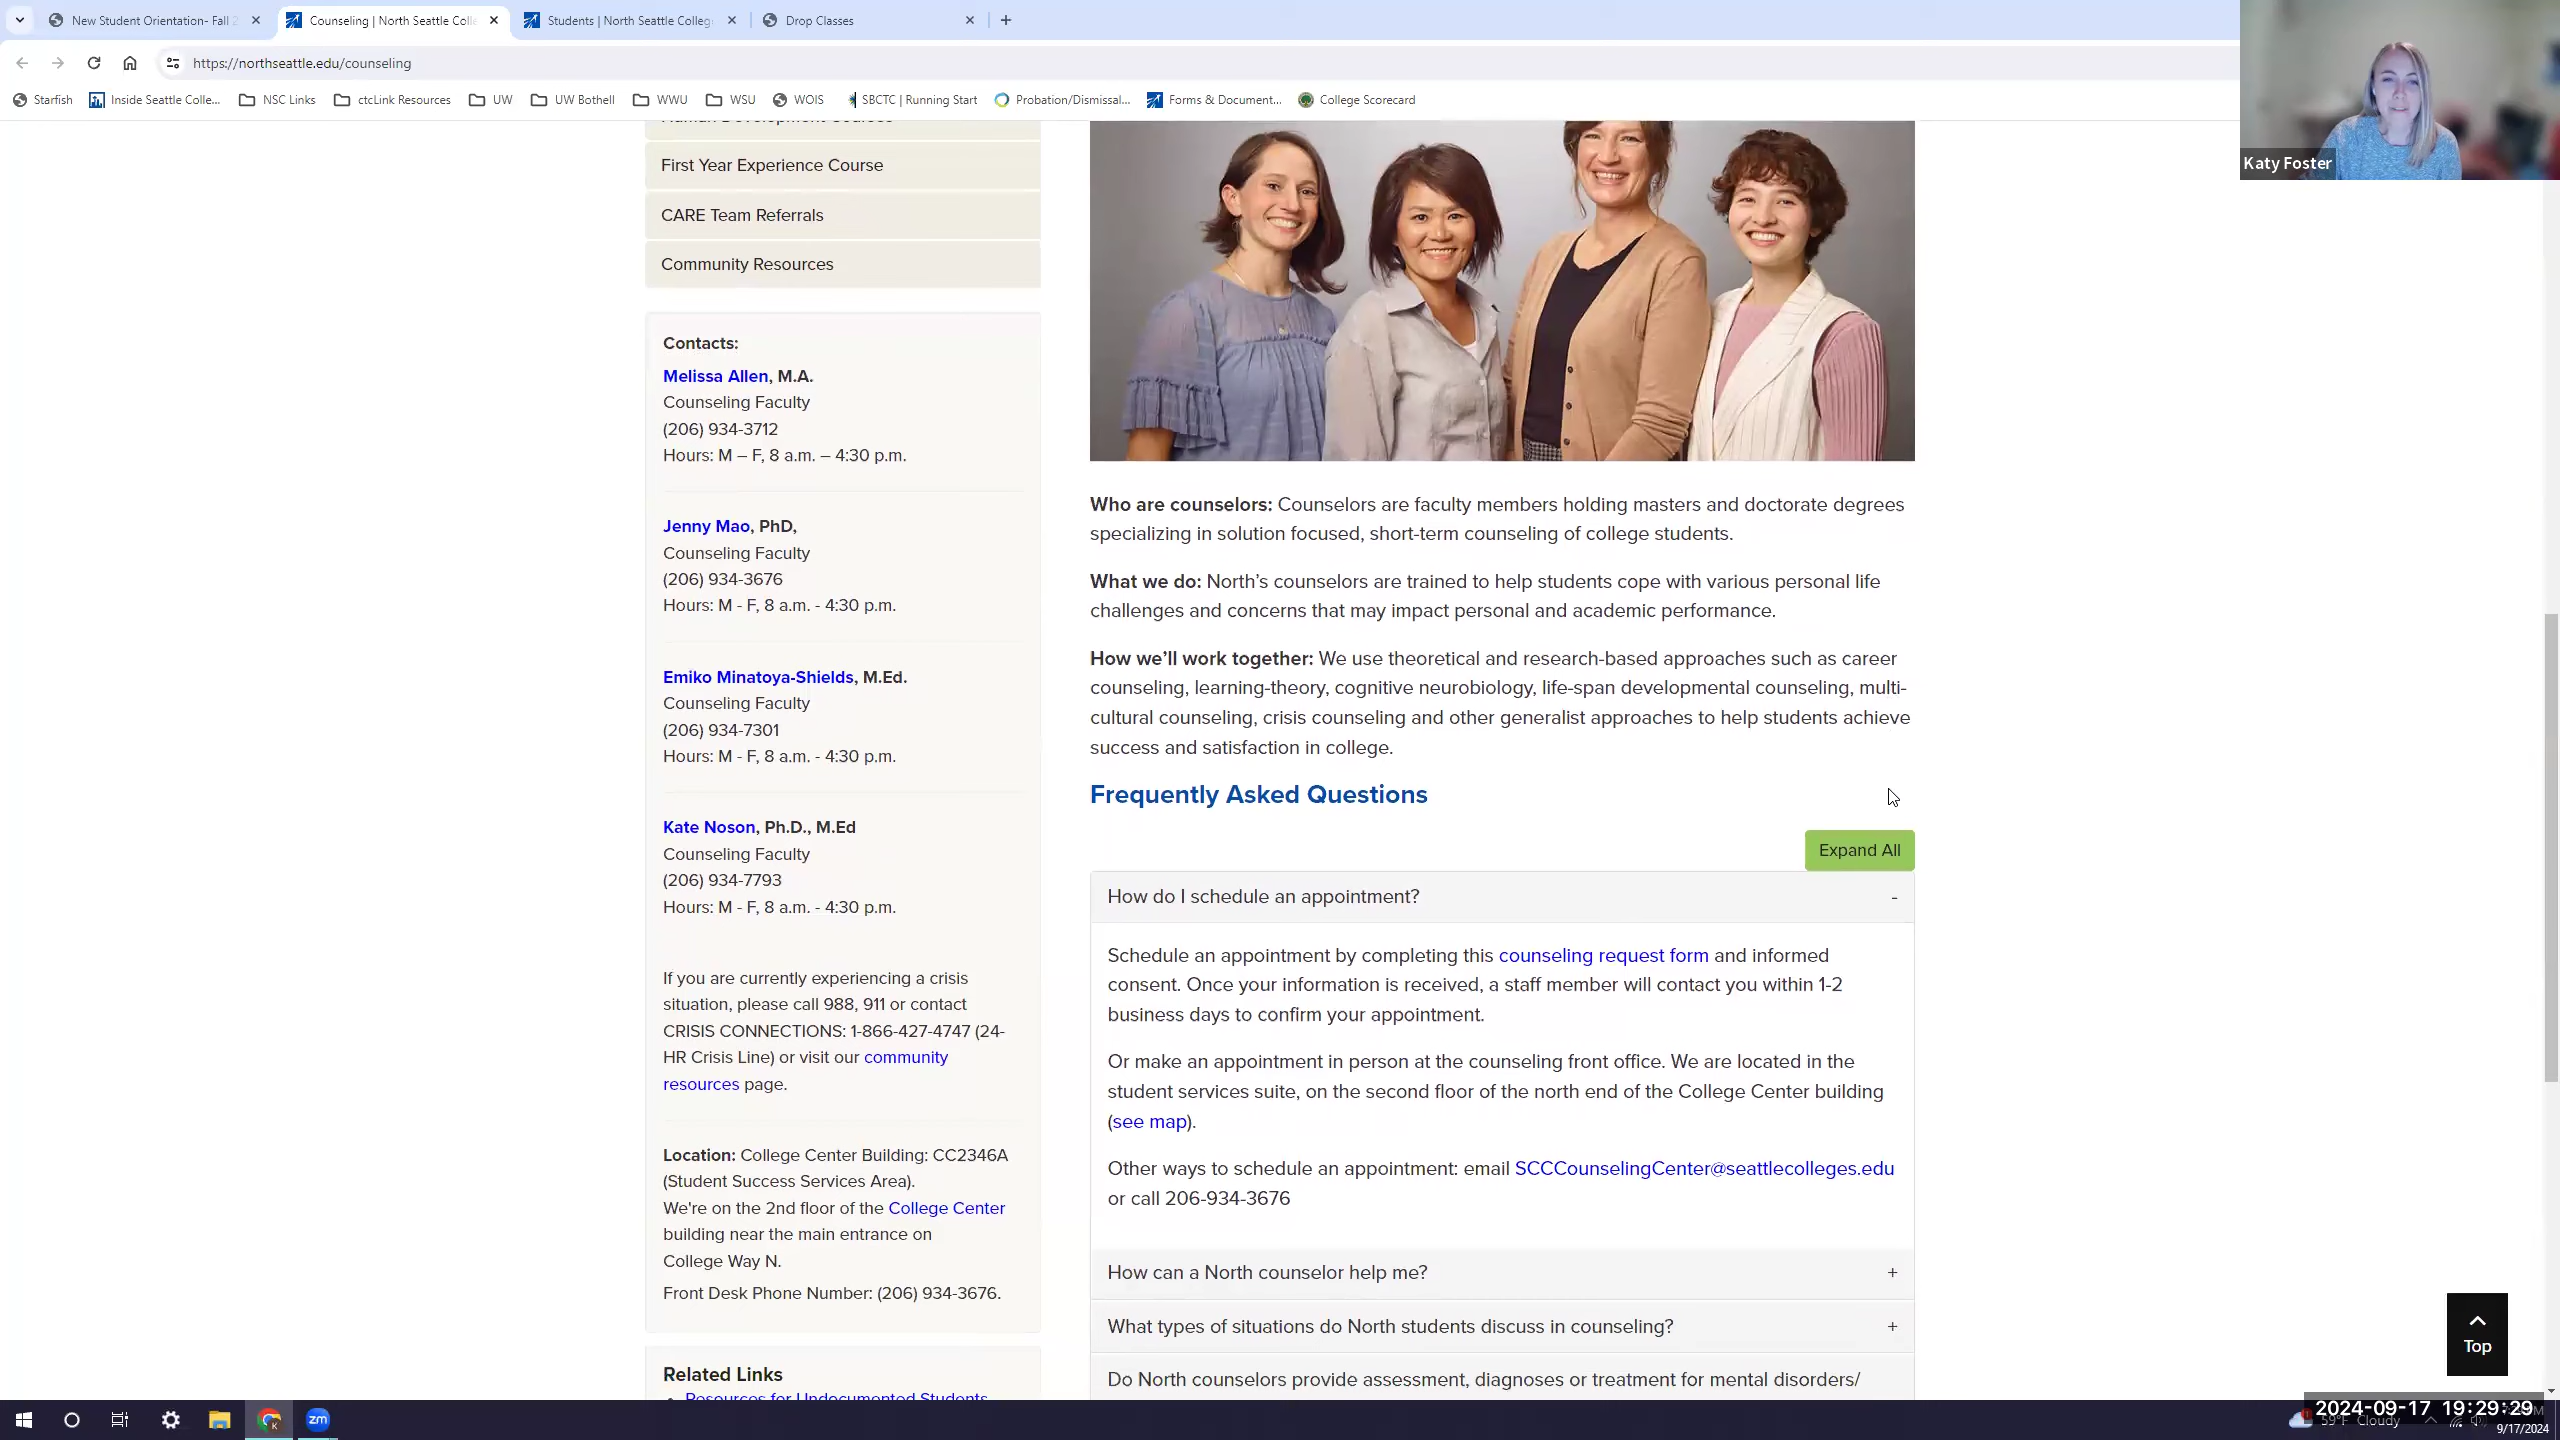 New Student Orientation- Fall 2
Counseling | North Seattle Colle
Students | North Seattle Colleg
Drop Classes
https://northseattle.edu/counseling
Starfish
Inside Seattle Colle...
NSC Links
ctcLink Resources
UW
UW Bothell
WWU
WSU
WOIS
SBCTC | Running Start
Probation/Dismissal...
Forms & Document...
College Scorecard
Katy Foster
Human Development Courses
First Year Experience Course
CARE Team Referrals
Community Resources
Contacts:
Melissa Allen, M.A.
Counseling Faculty
(206) 934-3712
Hours: M – F, 8 a.m. – 4:30 p.m.
Jenny Mao, PhD,
Counseling Faculty
(206) 934-3676
Hours: M - F, 8 a.m. - 4:30 p.m.
Emiko Minatoya-Shields, M.Ed.
Counseling Faculty
(206) 934-7301
Hours: M - F, 8 a.m. - 4:30 p.m.
Kate Noson, Ph.D., M.Ed
Counseling Faculty
(206) 934-7793
Hours: M - F, 8 a.m. - 4:30 p.m.
If you are currently experiencing a crisis
situation, please call 988, 911 or contact
CRISIS CONNECTIONS: 1-866-427-4747 (24-
HR Crisis Line) or visit our community
resources page.
Location: College Center Building: CC2346A
(Student Success Services Area).
We're on the 2nd floor of the College Center
building near the main entrance on
College Way N.
Front Desk Phone Number: (206) 934-3676.
Related Links
Resources for Undocumented Students
Who are counselors: Counselors are faculty members holding masters and doctorate degrees
specializing in solution focused, short-term counseling of college students.
What we do: North’s counselors are trained to help students cope with various personal life
challenges and concerns that may impact personal and academic performance.
How we’ll work together: We use theoretical and research-based approaches such as career
counseling, learning-theory, cognitive neurobiology, life-span developmental counseling, multi-
cultural counseling, crisis counseling and other generalist approaches to help students achieve
success and satisfaction in college.
Frequently Asked Questions
Expand All
How do I schedule an appointment? -
Schedule an appointment by completing this counseling request form and informed
consent. Once your information is received, a staff member will contact you within 1-2
business days to confirm your appointment.
Or make an appointment in person at the counseling front office. We are located in the
student services suite, on the second floor of the north end of the College Center building
(see map).
Other ways to schedule an appointment: email SCCCounselingCenter@seattlecolleges.edu
or call 206-934-3676
How can a North counselor help me? +
What types of situations do North students discuss in counseling? +
Do North counselors provide assessment, diagnoses or treatment for mental disorders/
Top
zm
59°F Cloudy
2024-09-17 19:29:29
9/17/2024